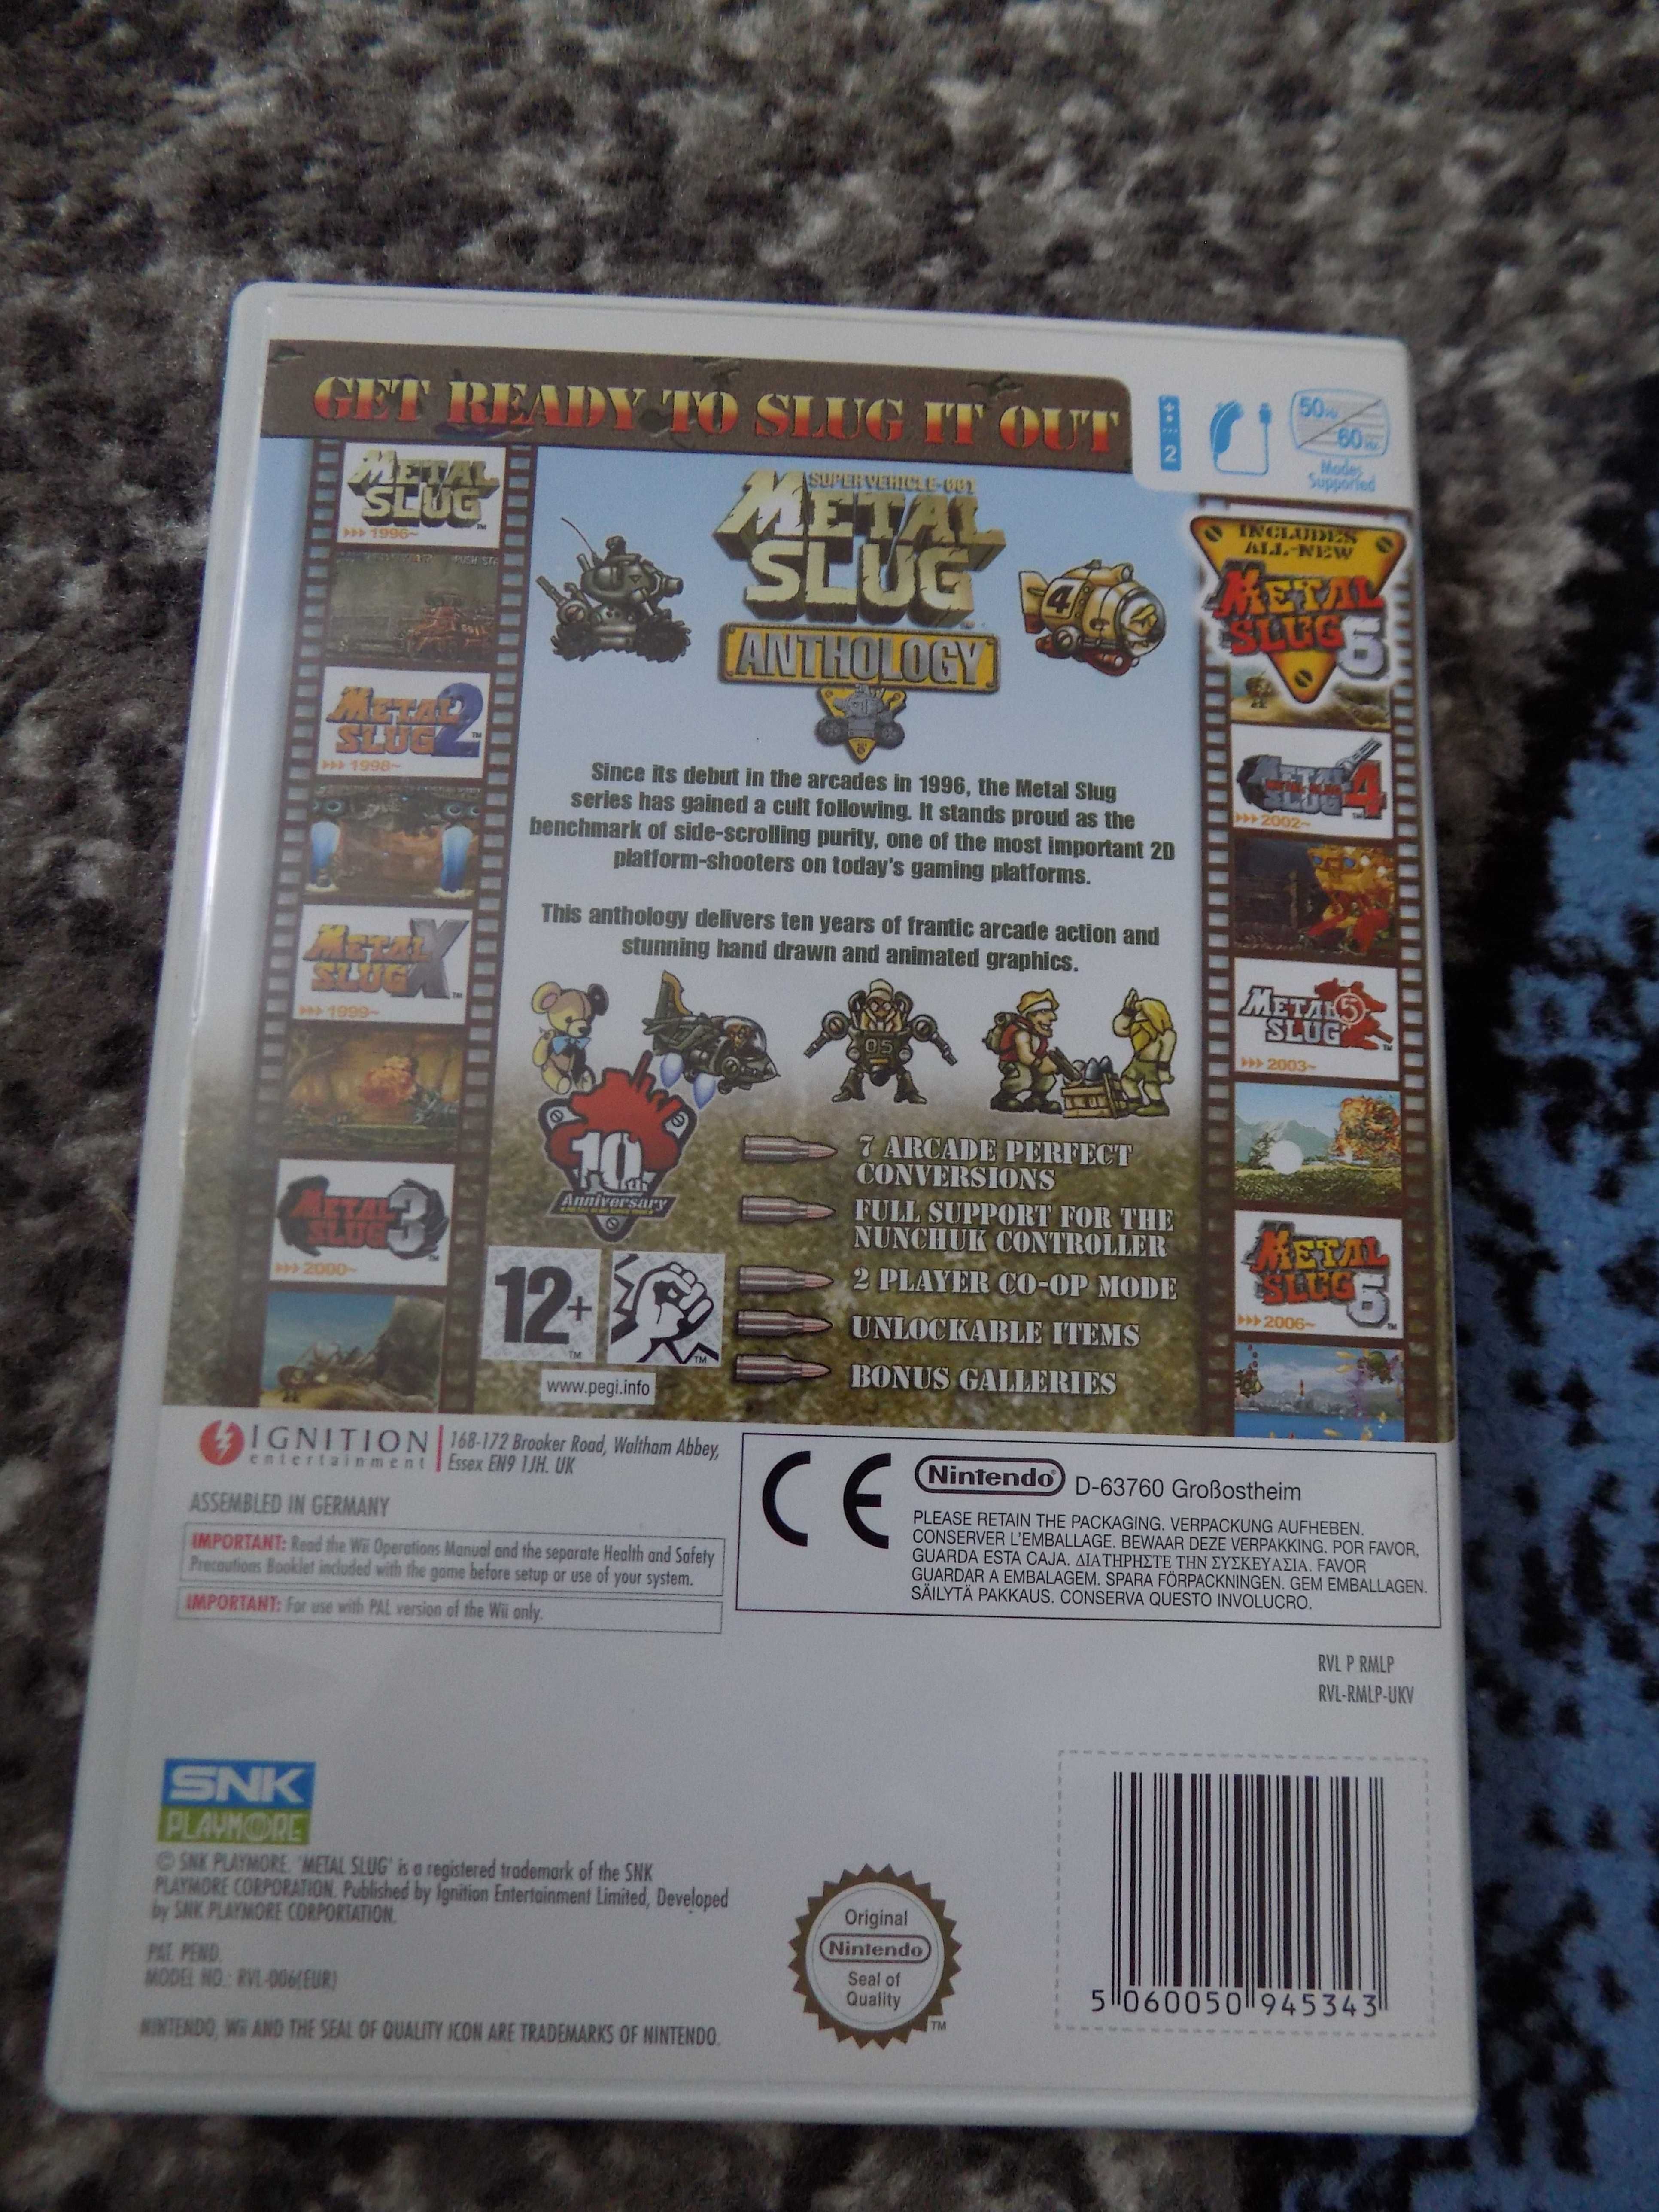 GET READY TO SLUG IT OUT
2
50Hz
60Hz
Modes
Supported
METAL
SLUG™
>>> 1996~
METAL
SLUG 2™
>>> 1998~
METAL
SLUG X™
>>> 1999~
METAL
SLUG 3
>>> 2000~
SUPER VEHICLE-001
METAL
SLUG
ANTHOLOGY
4
INCLUDES
ALL-NEW
METAL
SLUG 6
METAL
SLUG 4™
>>> 2002~
METAL 5
SLUG
>>> 2003~
METAL
SLUG 6™
>>> 2006~
Since its debut in the arcades in 1996, the Metal Slug
series has gained a cult following. It stands proud as the
benchmark of side-scrolling purity, one of the most important 2D
platform-shooters on today's gaming platforms.
This anthology delivers ten years of frantic arcade action and
stunning hand drawn and animated graphics.
05
10th
Anniversary
7 ARCADE PERFECT
CONVERSIONS
FULL SUPPORT FOR THE
NUNCHUK CONTROLLER
2 PLAYER CO-OP MODE
UNLOCKABLE ITEMS
BONUS GALLERIES
12+
™
™
www.pegi.info
IGNITION
entertainment
168-172 Brooker Road, Waltham Abbey,
Essex EN9 1JH. UK
ASSEMBLED IN GERMANY
IMPORTANT: Read the Wii Operations Manual and the separate Health and Safety
Precautions Booklet included with the game before setup or use of your system.
IMPORTANT: For use with PAL version of the Wii only.
CE
Nintendo® D-63760 Großostheim
PLEASE RETAIN THE PACKAGING. VERPACKUNG AUFHEBEN.
CONSERVER L'EMBALLAGE. BEWAAR DEZE VERPAKKING. POR FAVOR,
GUARDA ESTA CAJA. ΔΙΑΤΗΡΗΣΤΕ ΤΗΝ ΣΥΣΚΕΥΑΣΙΑ. FAVOR
GUARDAR A EMBALAGEM. SPARA FÖRPACKNINGEN. GEM EMBALLAGEN.
SÄILYTÄ PAKKAUS. CONSERVA QUESTO INVOLUCRO.
RVL P RMLP
RVL-RMLP-UKV
SNK
PLAYMORE
© SNK PLAYMORE. 'METAL SLUG' is a registered trademark of the SNK
PLAYMORE CORPORATION. Published by Ignition Entertainment Limited, Developed
by SNK PLAYMORE CORPORTATION.
PAT. PEND.
MODEL NO.: RVL-006(EUR)
NINTENDO, Wii AND THE SEAL OF QUALITY ICON ARE TRADEMARKS OF NINTENDO.
Original
Nintendo
Seal of
Quality
™
5 060050 945343